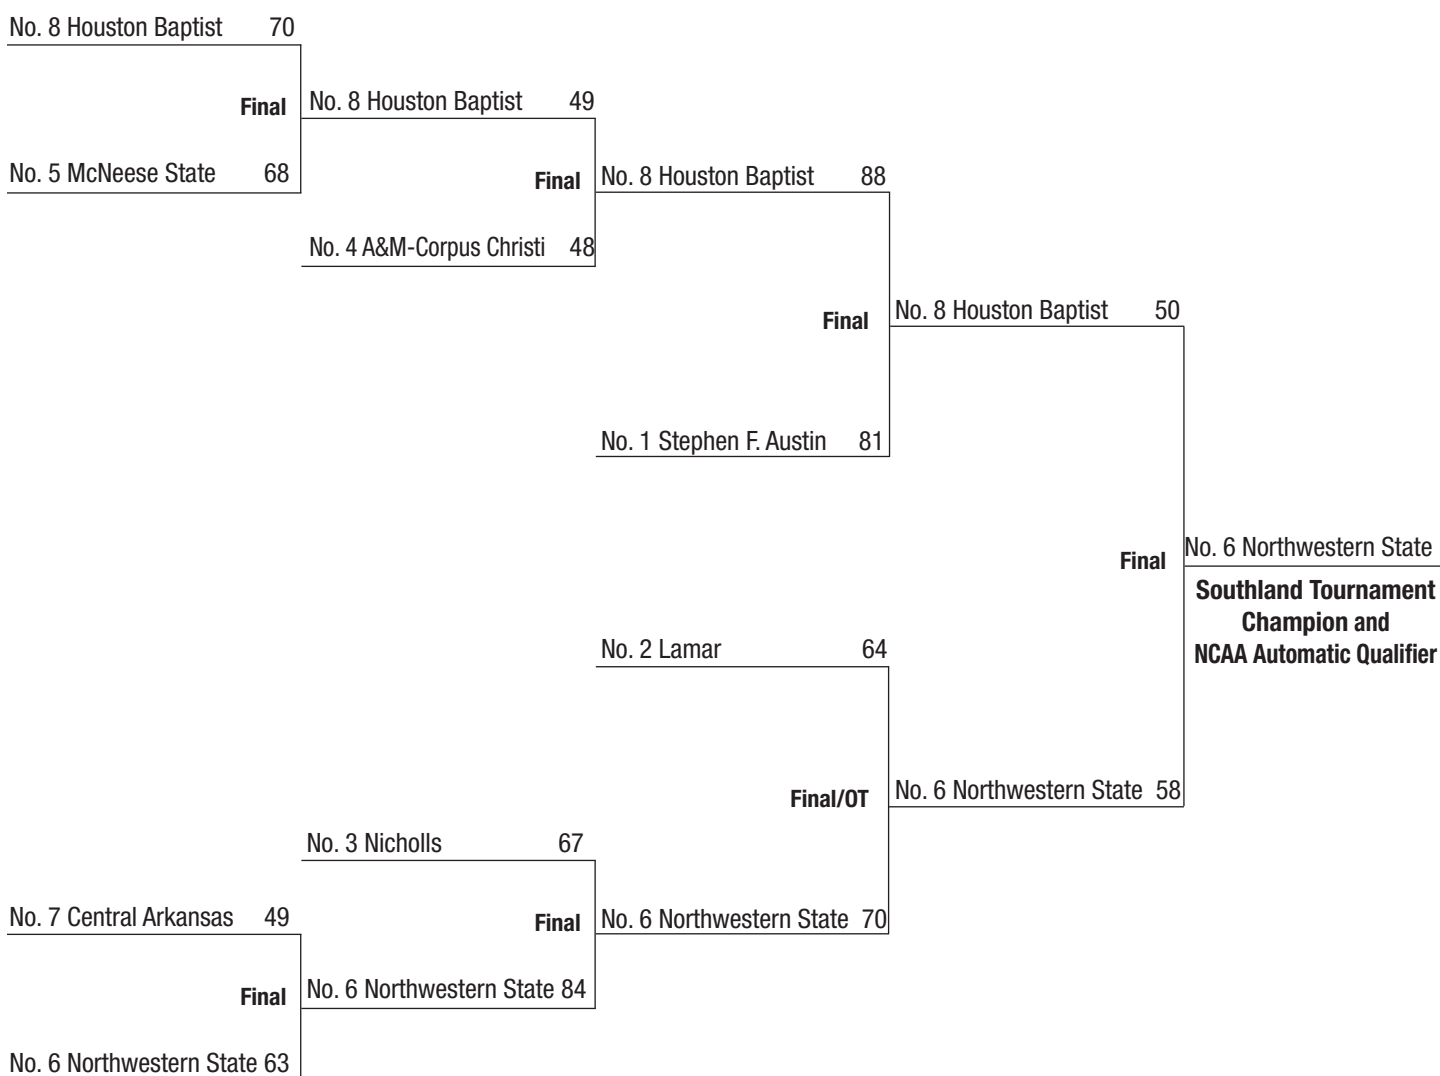 No. 8 Houston Baptist 70
Final
No. 5 McNeese State 68
No. 8 Houston Baptist 49
Final
No. 4 A&M-Corpus Christi 48
No. 8 Houston Baptist 88
Final
No. 1 Stephen F. Austin 81
No. 8 Houston Baptist 50
Final
No. 6 Northwestern State
Southland Tournament
Champion and
NCAA Automatic Qualifier
No. 2 Lamar 64
Final/OT
No. 6 Northwestern State 58
No. 3 Nicholls 67
Final
No. 6 Northwestern State 70
No. 7 Central Arkansas 49
Final
No. 6 Northwestern State 84
No. 6 Northwestern State 63